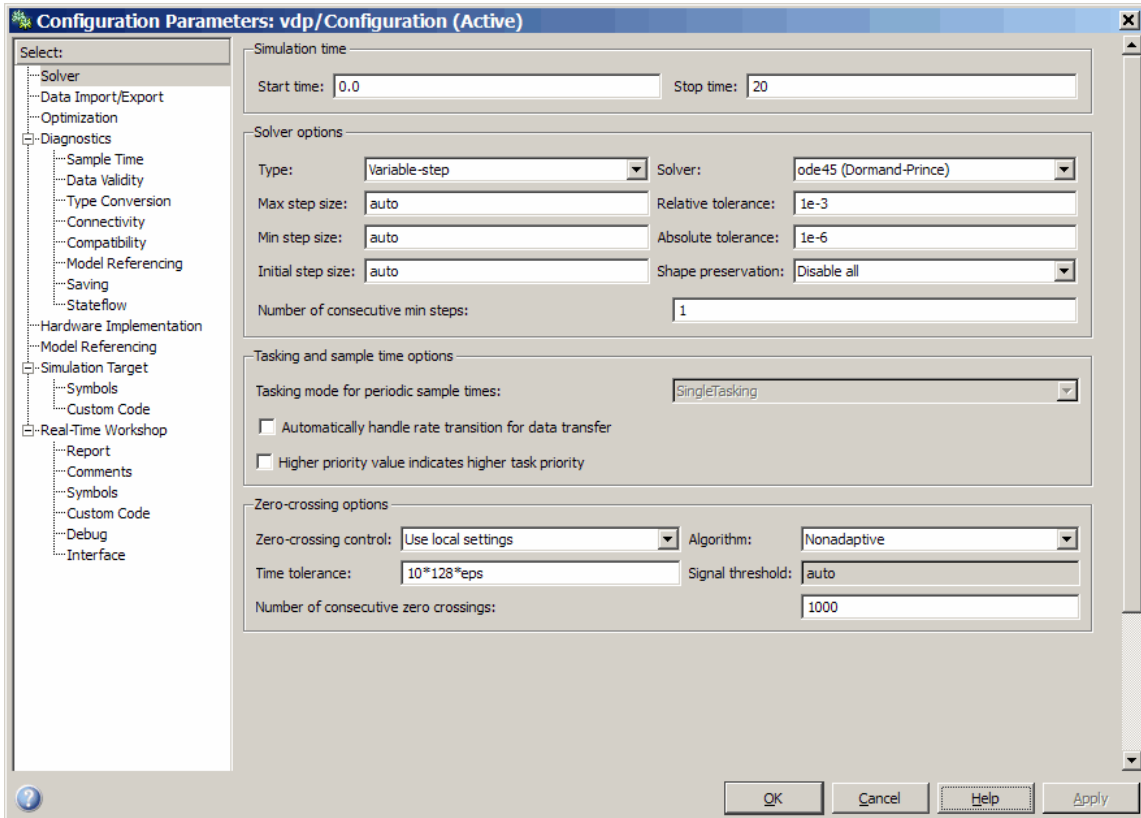 Configuration Parameters: vdp/Configuration (Active)
Select:
Solver
Data Import/Export
Optimization
Diagnostics
Sample Time
Data Validity
Type Conversion
Connectivity
Compatibility
Model Referencing
Saving
Stateflow
Hardware Implementation
Model Referencing
Simulation Target
Symbols
Custom Code
Real-Time Workshop
Report
Comments
Symbols
Custom Code
Debug
Interface
Simulation time
Start time: 0.0 Stop time: 20
Solver options
Type: Variable-step Solver: ode45 (Dormand-Prince)
Max step size: auto Relative tolerance: 1e-3
Min step size: auto Absolute tolerance: 1e-6
Initial step size: auto Shape preservation: Disable all
Number of consecutive min steps: 1
Tasking and sample time options
Tasking mode for periodic sample times: SingleTasking
Automatically handle rate transition for data transfer
Higher priority value indicates higher task priority
Zero-crossing options
Zero-crossing control: Use local settings Algorithm: Nonadaptive
Time tolerance: 10*128*eps Signal threshold: auto
Number of consecutive zero crossings: 1000
OK Cancel Help Apply